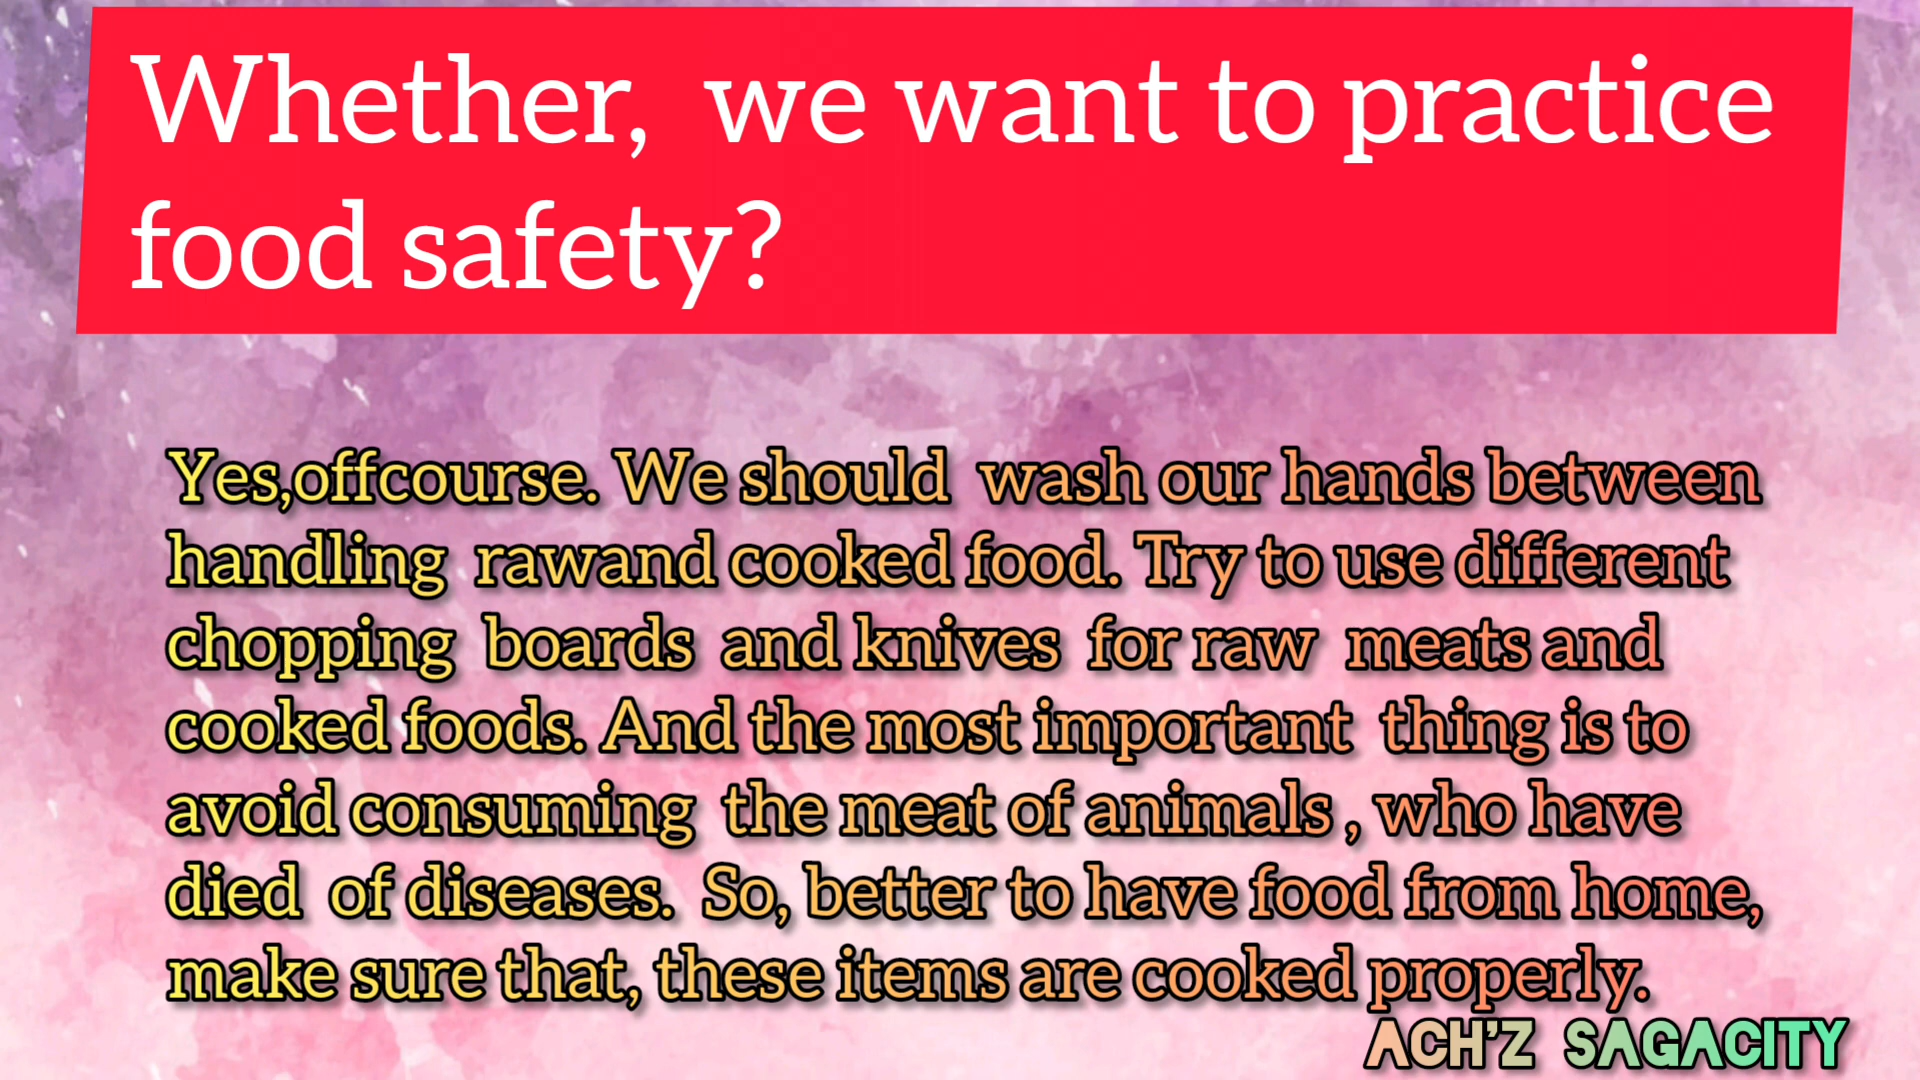 Whether, we want to practice
food safety?
Yes,offcourse. We should wash our hands between
handling rawand cooked food. Try to use different
chopping boards and knives for raw meats and
cooked foods. And the most important thing is to
avoid consuming the meat of animals , who have
died of diseases. So, better to have food from home,
make sure that, these items are cooked properly.
ACH'Z SAGACITY